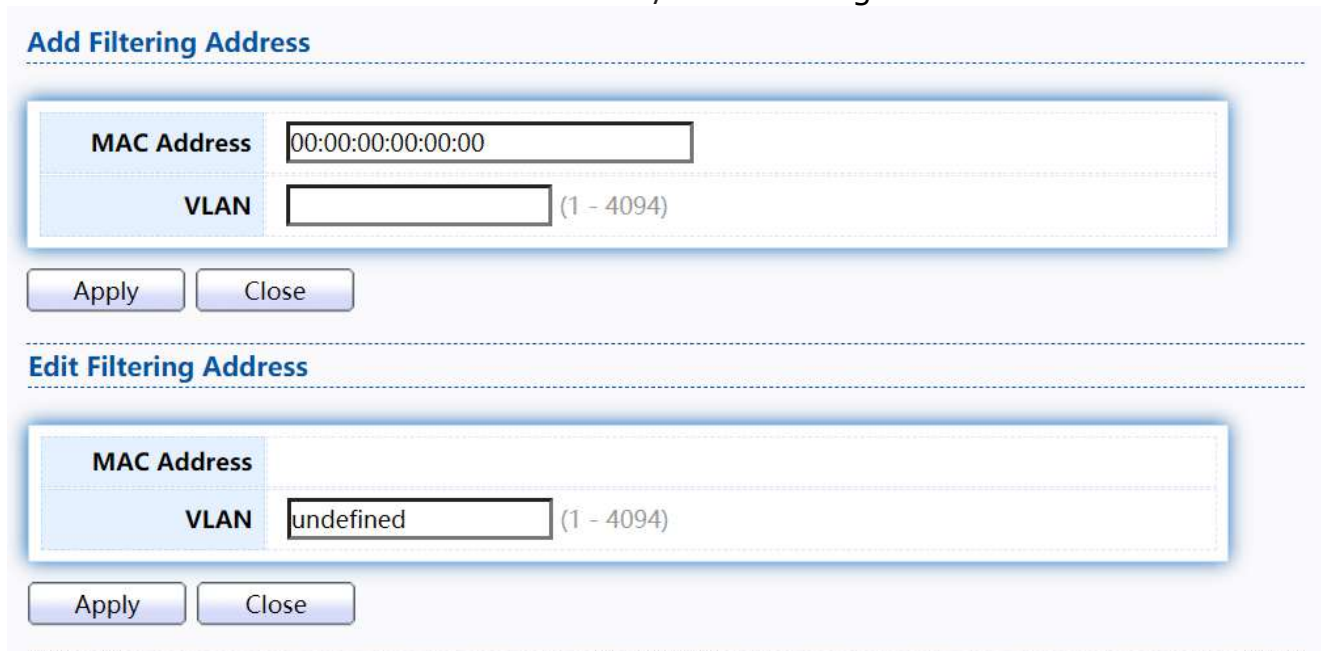 Add Filtering Address
MAC Address 00:00:00:00:00:00
VLAN (1 - 4094)
Apply Close
Edit Filtering Address
MAC Address
VLAN undefined (1 - 4094)
Apply Close